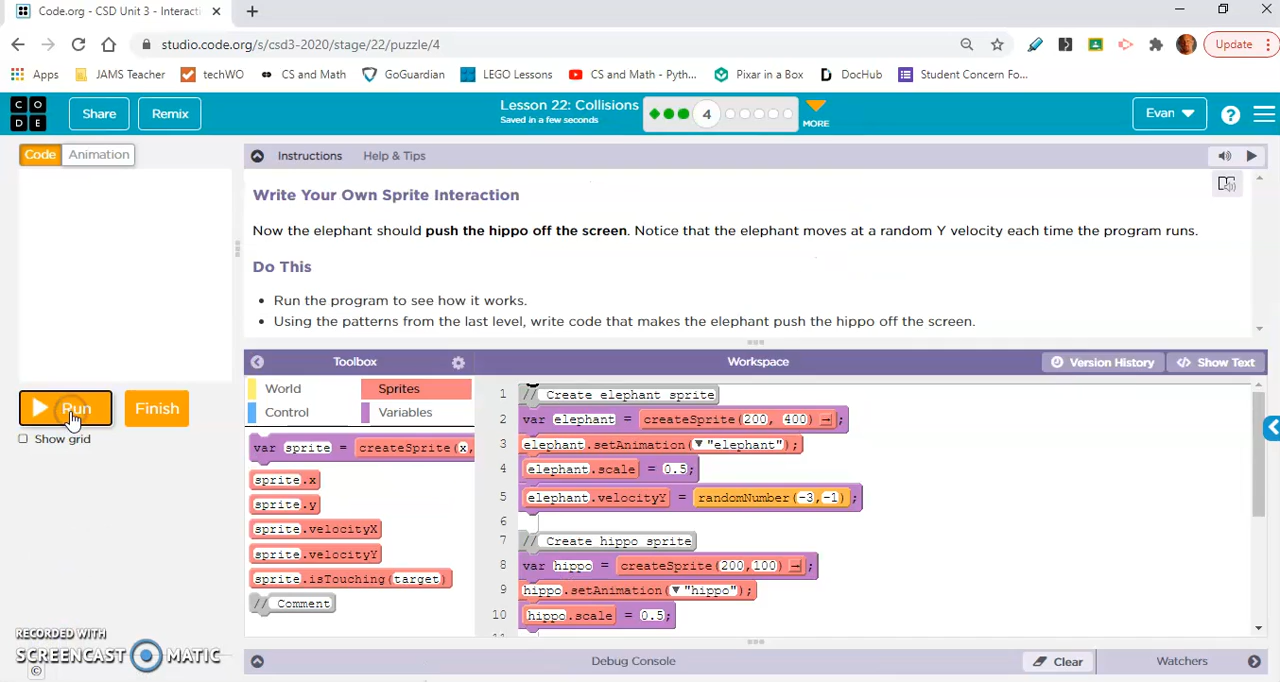 Code.org - CSD Unit 3 - Interacti
studio.code.org/s/csd3-2020/stage/22/puzzle/4
Update
Apps
JAMS Teacher
techWO
CS and Math
GoGuardian
LEGO Lessons
CS and Math - Pyth...
Pixar in a Box
DocHub
Student Concern Fo...
C O
D E
Share
Remix
Lesson 22: Collisions
Saved in a few seconds
4
MORE
Evan
?
Code
Animation
Instructions
Help & Tips
Write Your Own Sprite Interaction
Now the elephant should push the hippo off the screen. Notice that the elephant moves at a random Y velocity each time the program runs.
Do This
• Run the program to see how it works.
• Using the patterns from the last level, write code that makes the elephant push the hippo off the screen.
Toolbox
Workspace
Version History
</> Show Text
Run
Finish
Show grid
World
Sprites
Control
Variables
var sprite = createSprite(x,
sprite.x
sprite.y
sprite.velocityX
sprite.velocityY
sprite.isTouching(target)
// Comment
1 // Create elephant sprite
2 var elephant = createSprite(200, 400);
3 elephant.setAnimation("elephant");
4 elephant.scale = 0.5;
5 elephant.velocityY = randomNumber(-3,-1);
6
7 // Create hippo sprite
8 var hippo = createSprite(200,100);
9 hippo.setAnimation("hippo");
10 hippo.scale = 0.5;
RECORDED WITH
SCREENCAST MATIC
©
Debug Console
Clear
Watchers